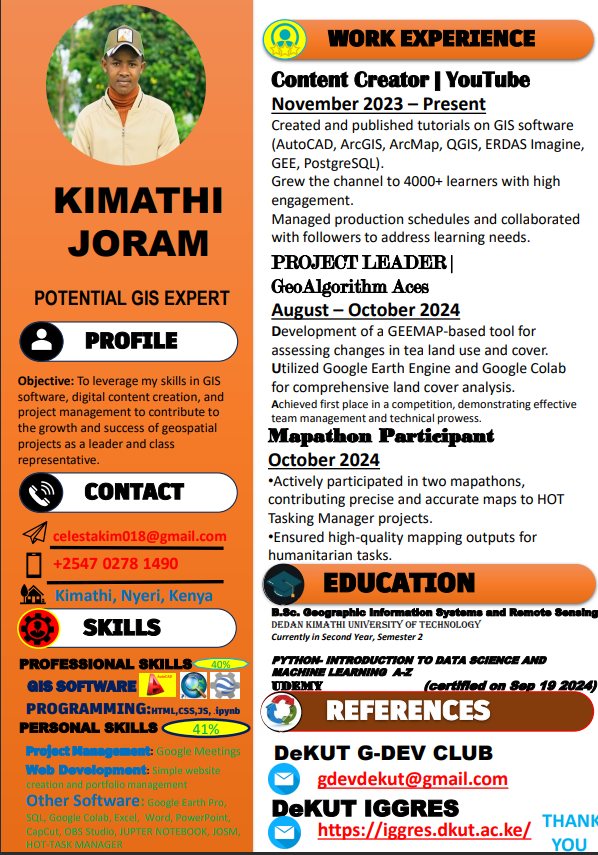 KIMATHI
JORAM
POTENTIAL GIS EXPERT
PROFILE
Objective: To leverage my skills in GIS
software, digital content creation, and
project management to contribute to
the growth and success of geospatial
projects as a leader and class
representative.
CONTACT
celestakim018@gmail.com
+2547 0278 1490
Kimathi, Nyeri, Kenya
SKILLS
PROFESSIONAL SKILLS 40%
GIS SOFTWARE
PROGRAMMING:HTML,CSS,JS, .ipynb
PERSONAL SKILLS 41%
Project Management: Google Meetings
Web Development: Simple website
creation and portfolio management
Other Software: Google Earth Pro,
SQL, Google Colab, Excel, Word, PowerPoint,
CapCut, OBS Studio, JUPTER NOTEBOOK, JOSM,
HOT-TASK MANAGER
WORK EXPERIENCE
Content Creator | YouTube
November 2023 – Present
Created and published tutorials on GIS software
(AutoCAD, ArcGIS, ArcMap, QGIS, ERDAS Imagine,
GEE, PostgreSQL).
Grew the channel to 4000+ learners with high
engagement.
Managed production schedules and collaborated
with followers to address learning needs.
PROJECT LEADER|
GeoAlgorithm Aces
August – October 2024
Development of a GEEMAP-based tool for
assessing changes in tea land use and cover.
Utilized Google Earth Engine and Google Colab
for comprehensive land cover analysis.
Achieved first place in a competition, demonstrating effective
team management and technical prowess.
Mapathon Participant
October 2024
•Actively participated in two mapathons,
contributing precise and accurate maps to HOT
Tasking Manager projects.
•Ensured high-quality mapping outputs for
humanitarian tasks.
EDUCATION
B.Sc. Geographic Information Systems and Remote Sensing
DEDAN KIMATHI UNIVERSITY OF TECHNOLOGY
Currently in Second Year, Semester 2
PYTHON- INTRODUCTION TO DATA SCIENCE AND
MACHINE LEARNING A-Z
UDEMY (certified on Sep 19 2024)
REFERENCES
DeKUT G-DEV CLUB
gdevdekut@gmail.com
DeKUT IGGRES
https://iggres.dkut.ac.ke/
THANK
YOU